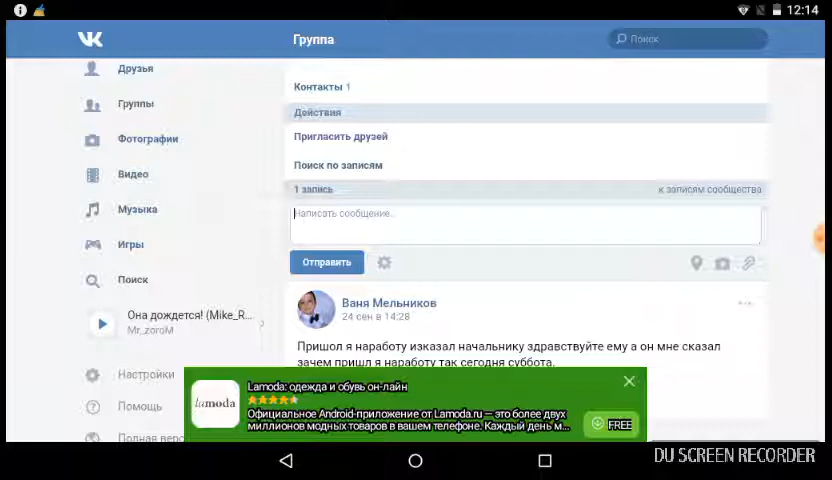 12:14
Группа
Поиск
Друзья
Группы
Фотографии
Видео
Музыка
Игры
Поиск
Она дождется! (Mike_R...
Mr_zoroM
Настройки
Помощь
Полная верс
Контакты 1
Действия
Пригласить друзей
Поиск по записям
1 запись
к записям сообщества
Написать сообщение...
Отправить
Ваня Мельников
24 сен в 14:28
Пришол я наработу изказал начальнику здравствуйте ему а он мне сказал
зачем пришл я наработу так сегодня суббота.
lamoda
Lamoda: одежда и обувь он-лайн
Официальное Android-приложение от Lamoda.ru — это более двух
миллионов модных товаров в вашем телефоне. Каждый день м...
FREE
DU SCREEN RECORDER